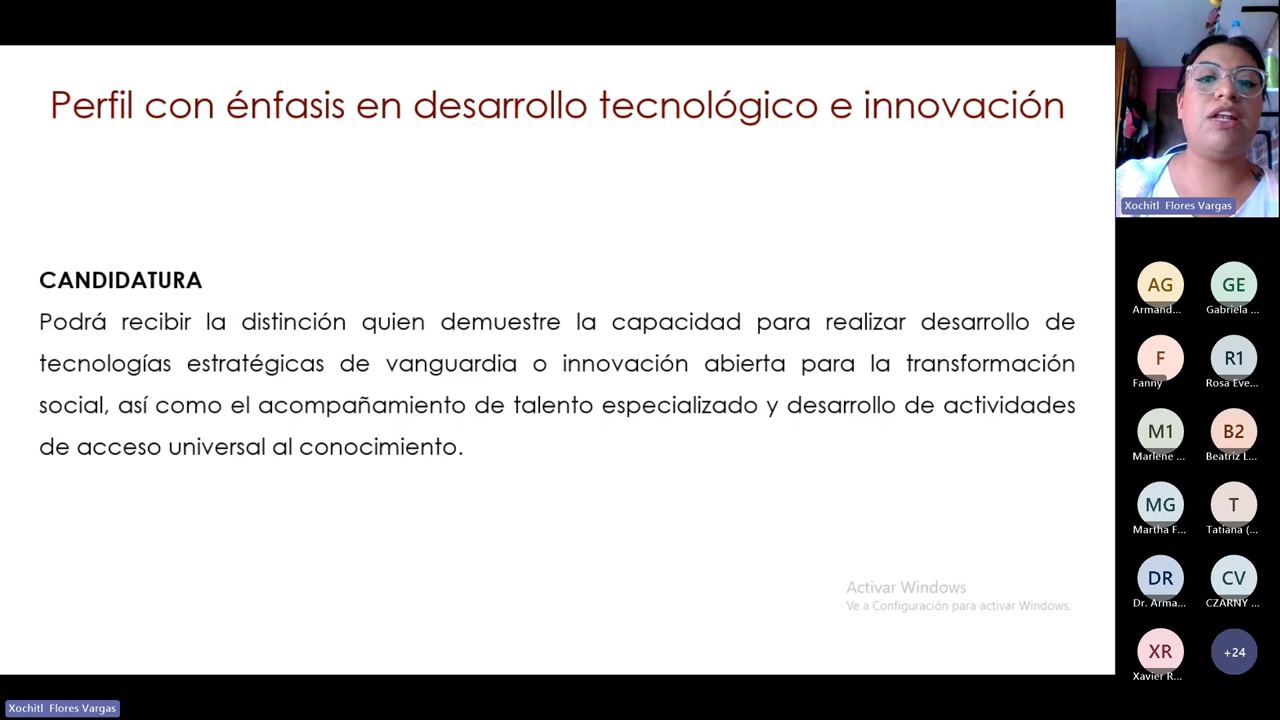 Perfil con énfasis en desarrollo tecnológico e innovación
CANDIDATURA
Podrá recibir la distinción quien demuestre la capacidad para realizar desarrollo de
tecnologías estratégicas de vanguardia o innovación abierta para la transformación
social, así como el acompañamiento de talento especializado y desarrollo de actividades
de acceso universal al conocimiento.
Activar Windows
Ve a Configuración para activar Windows.
Xochitl Flores Vargas
Xochitl Flores Vargas
AG
Armand...
GE
Gabriela ...
F
Fanny
R1
Rosa Eve...
M1
Marlene ...
B2
Beatriz L...
MG
Martha F...
T
Tatiana (...
DR
Dr. Arma...
CV
CZARNY ...
XR
Xavier R...
+24